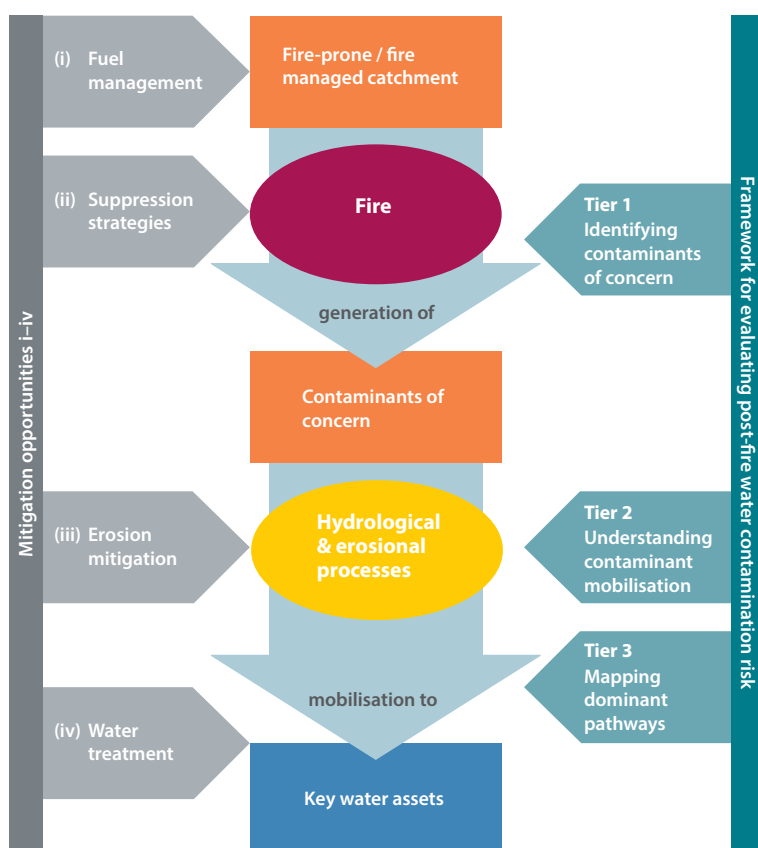 Mitigation opportunities i–iv
(i) Fuel
management
(ii) Suppression
strategies
(iii) Erosion
mitigation
(iv) Water
treatment
Fire-prone / fire
managed catchment
Fire
generation of
Contaminants of
concern
Hydrological
& erosional
processes
mobilisation to
Key water assets
Tier 1
Identifying
contaminants
of concern
Tier 2
Understanding
contaminant
mobilisation
Tier 3
Mapping
dominant
pathways
Framework for evaluating post-fire water contamination risk